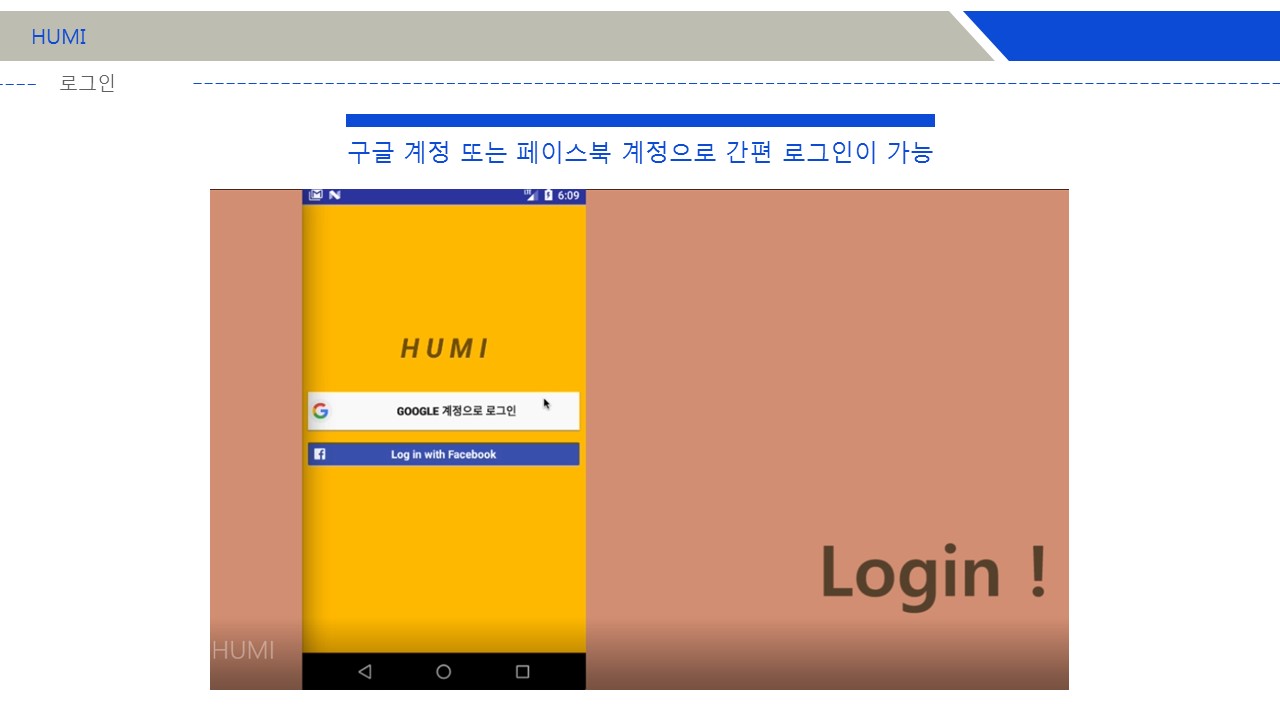 HUMI
로그인
구글 계정 또는 페이스북 계정으로 간편 로그인이 가능
6:09
HUMI
GOOGLE 계정으로 로그인
Log in with Facebook
Login !
HUMI